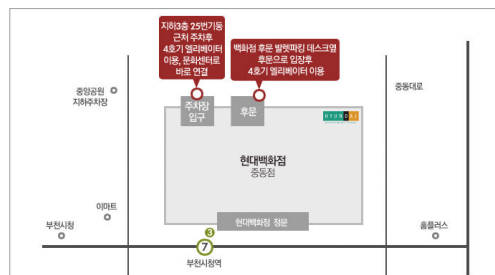 지하3층 25번기둥
근처 주차후
4호기 엘리베이터
이용, 문화센터로
바로 연결
백화점 후문 발렛파킹 데스크옆
후문으로 입장후
4호기 엘리베이터 이용
중앙공원
지하주차장
주차장
입구
후문
HYUNDAI
중동대로
현대백화점
중동점
이마트
부천시청
현대백화점 정문
홈플러스
3
7
부천시청역